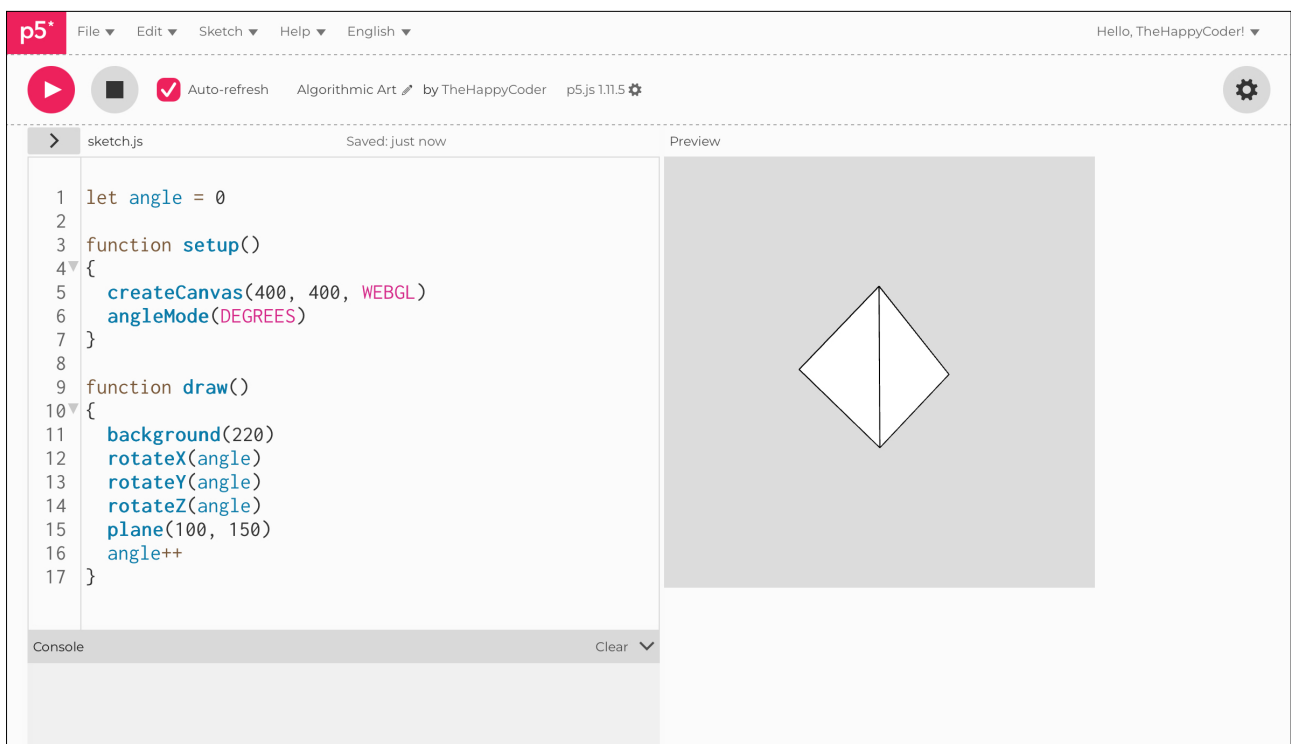 p5* File Edit Sketch Help English Hello, TheHappyCoder!
Auto-refresh Algorithmic Art by TheHappyCoder p5.js 1.11.5
sketch.js Saved: just now Preview
1 let angle = 0
2
3 function setup()
4 {
5 createCanvas(400, 400, WEBGL)
6 angleMode(DEGREES)
7 }
8
9 function draw()
10 {
11 background(220)
12 rotateX(angle)
13 rotateY(angle)
14 rotateZ(angle)
15 plane(100, 150)
16 angle++
17 }
Console Clear